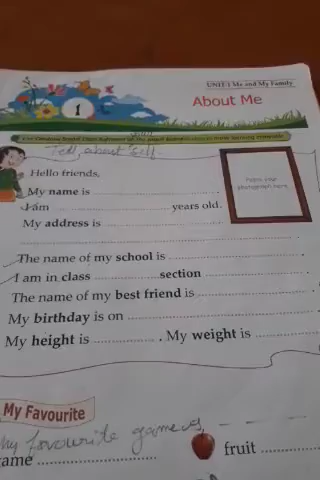 UNIT-I Me and My Family
1
About Me
Tell about self
Hello friends,
Paste your
photograph here.
My name is ........................
I am ........................ years old.
My address is ........................
........................
The name of my school is ........................ .
I am in class ........................ section ........................
The name of my best friend is ........................ .
My birthday is on ........................
My height is ................ . My weight is ................
My Favourite
my favourite game is, — — — —
ame ........................ fruit ................